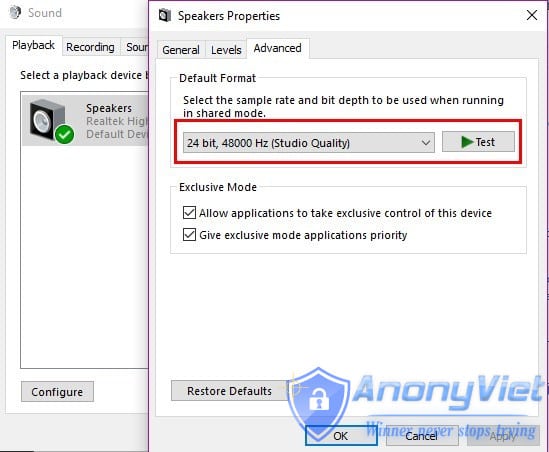 Sound
Playback
Recording
Soun
Select a playback device b
Speakers
Realtek High
Default Devi
Configure
Speakers Properties
General
Levels
Advanced
Default Format
Select the sample rate and bit depth to be used when running
in shared mode.
24 bit, 48000 Hz (Studio Quality)
Test
Exclusive Mode
Allow applications to take exclusive control of this device
Give exclusive mode applications priority
Restore Defaults
AnonyViet
Winner never stops trying
OK
Cancel
Apply